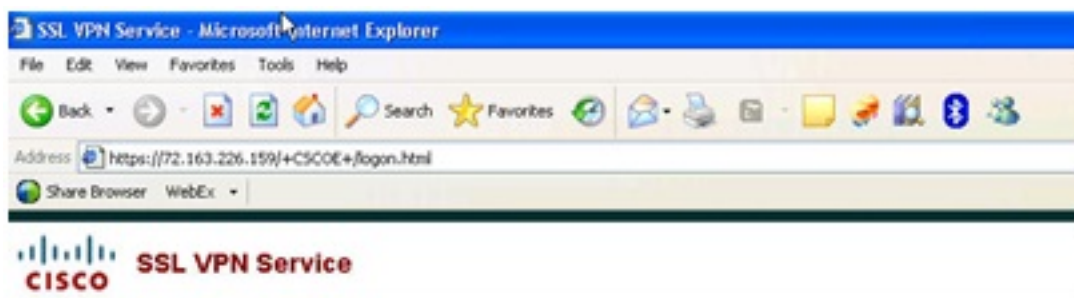 SSL VPN Service - Microsoft Internet Explorer
File Edit View Favorites Tools Help
Back Search Favorites
Address https://72.163.226.159/+CSCOE+/logon.html
Share Browser WebEx
CISCO SSL VPN Service